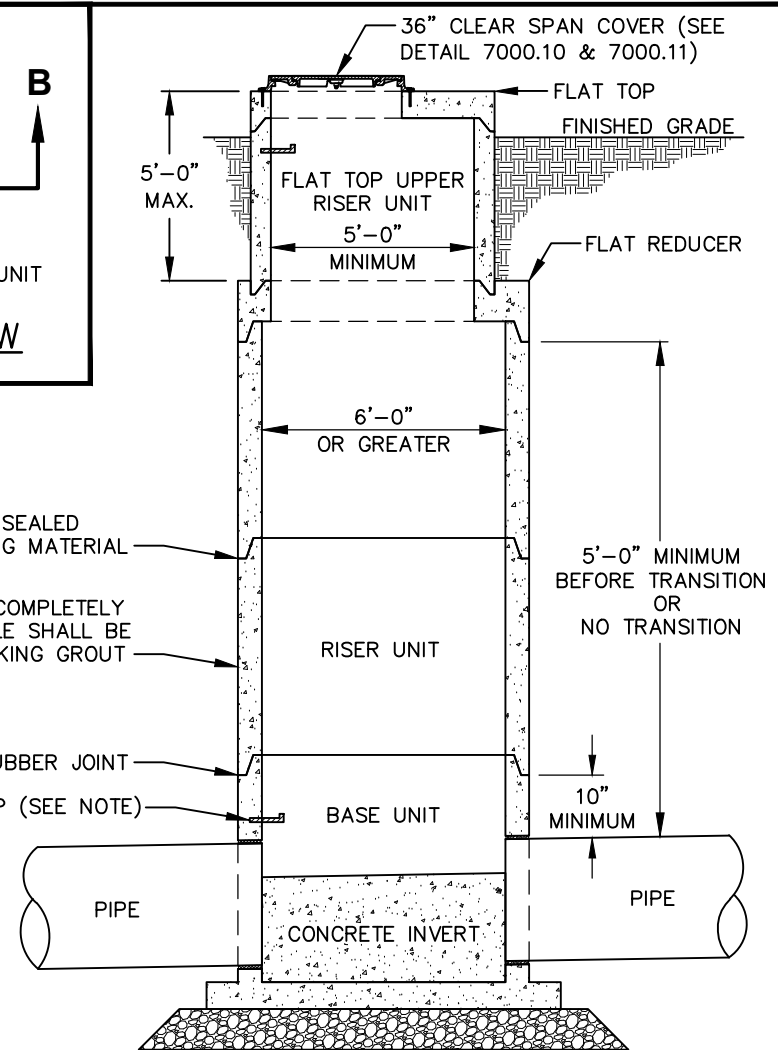 36” CLEAR SPAN COVER (SEE
DETAIL 7000.10 & 7000.11)
B
FLAT TOP
FINISHED GRADE
5’-0”
MAX.
FLAT TOP UPPER
RISER UNIT
5’-0”
MINIMUM
FLAT REDUCER
UNIT
W
6’-0”
OR GREATER
SEALED
G MATERIAL
5’-0” MINIMUM
BEFORE TRANSITION
OR
NO TRANSITION
COMPLETELY
LE SHALL BE
KING GROUT
RISER UNIT
UBBER JOINT
10”
MINIMUM
P (SEE NOTE)
BASE UNIT
PIPE
PIPE
CONCRETE INVERT